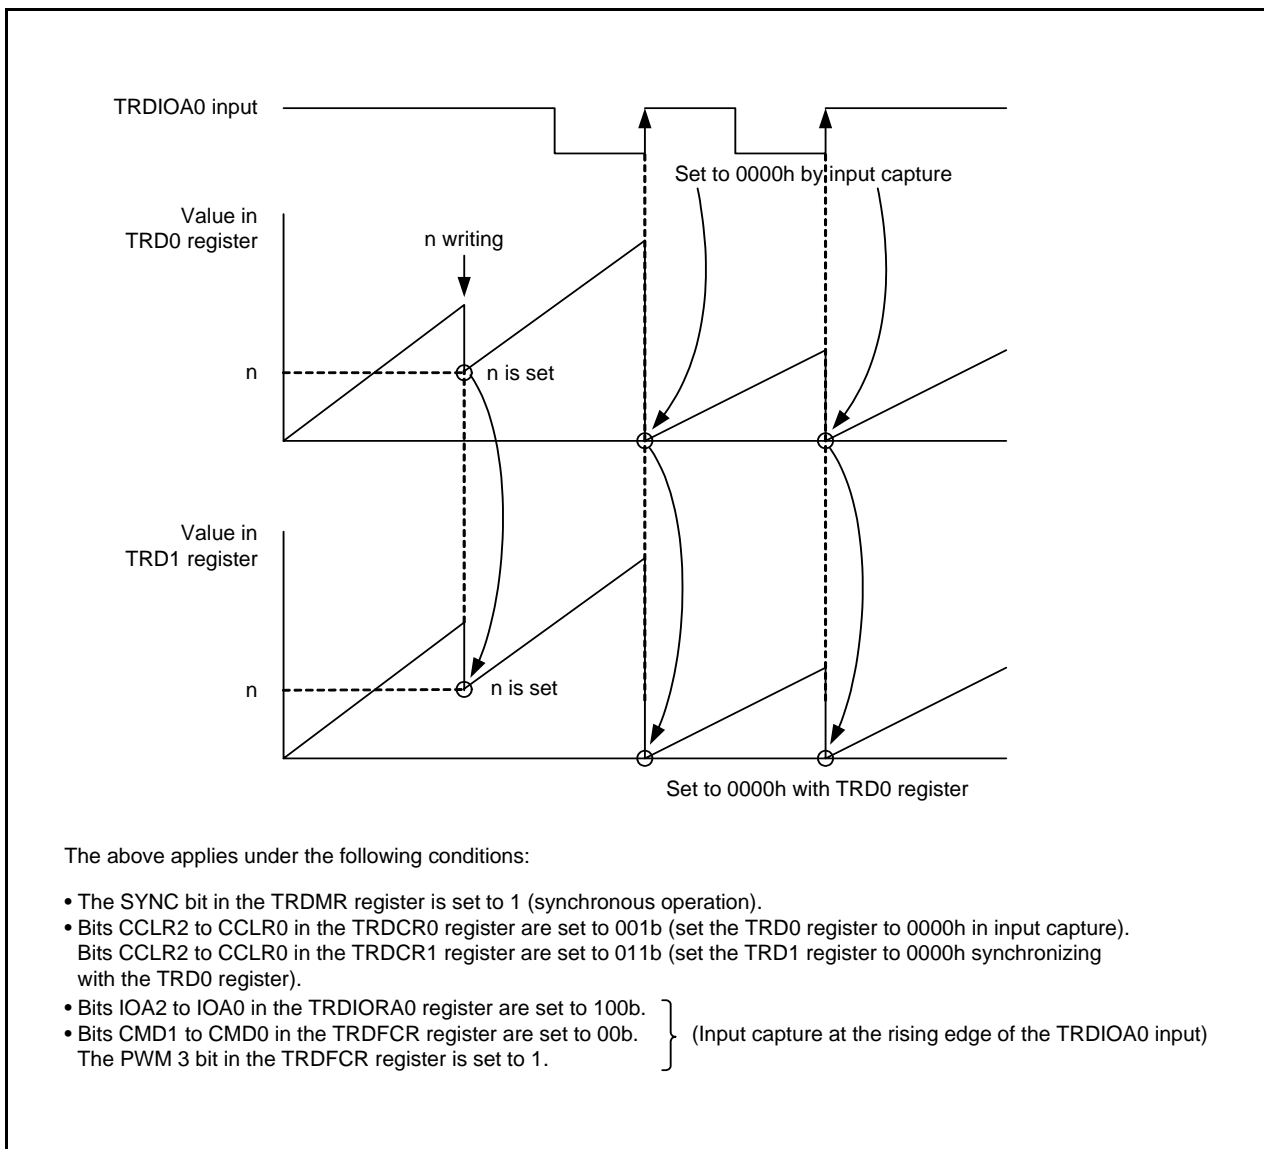 TRDIOA0 input
Set to 0000h by input capture
Value in
TRD0 register
n writing
n
n is set
Value in
TRD1 register
n
n is set
Set to 0000h with TRD0 register
The above applies under the following conditions:
• The SYNC bit in the TRDMR register is set to 1 (synchronous operation).
• Bits CCLR2 to CCLR0 in the TRDCR0 register are set to 001b (set the TRD0 register to 0000h in input capture).
Bits CCLR2 to CCLR0 in the TRDCR1 register are set to 011b (set the TRD1 register to 0000h synchronizing
with the TRD0 register).
• Bits IOA2 to IOA0 in the TRDIORA0 register are set to 100b.
• Bits CMD1 to CMD0 in the TRDFCR register are set to 00b.
(Input capture at the rising edge of the TRDIOA0 input)
The PWM 3 bit in the TRDFCR register is set to 1.